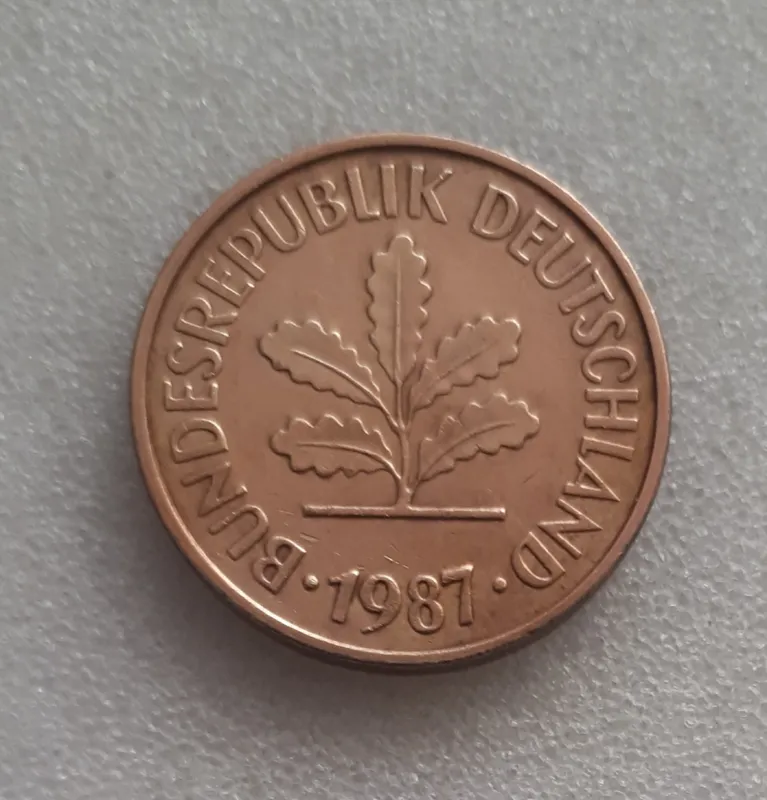 BUNDESREPUBLIK DEUTSCHLAND
· 1987 ·